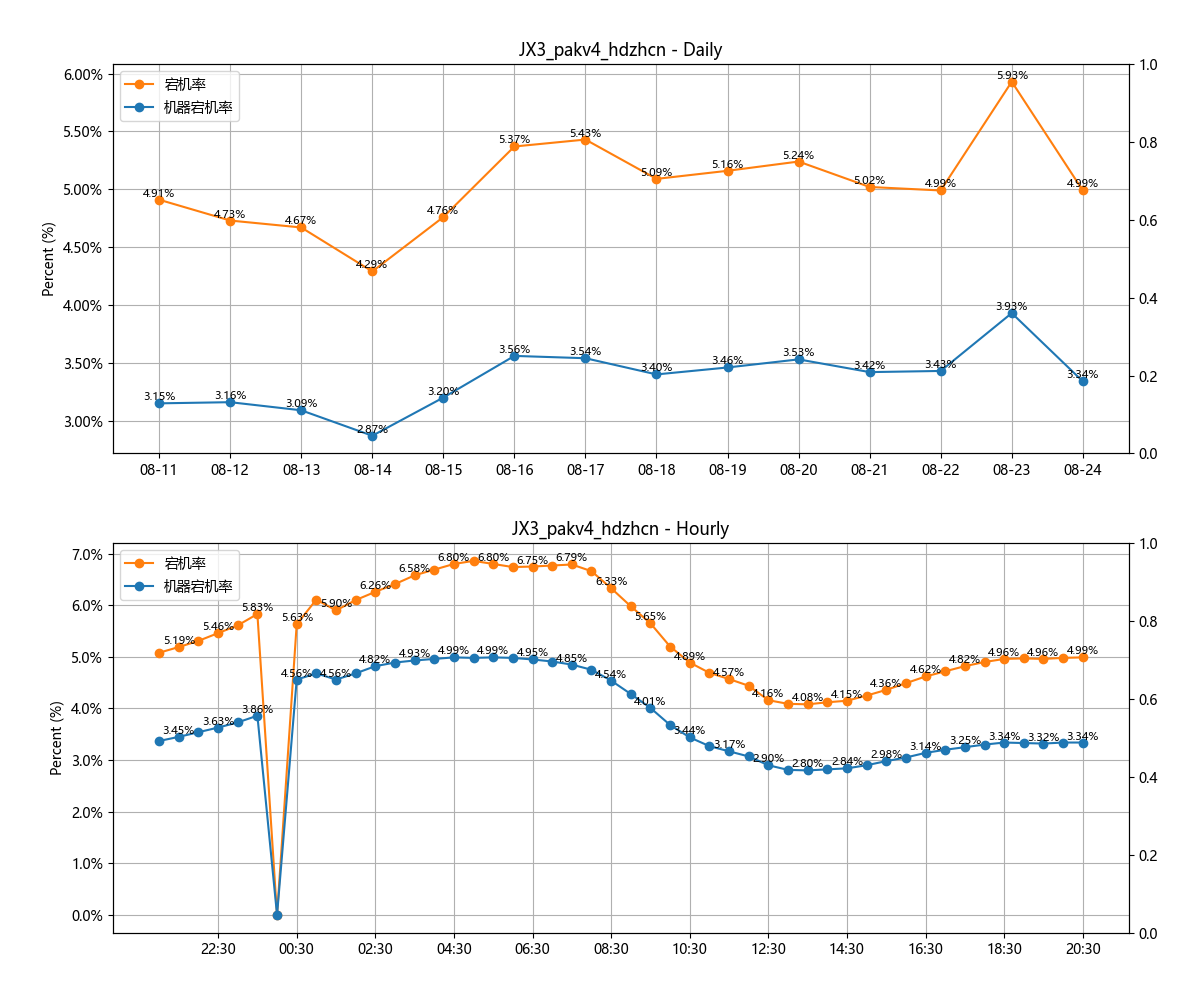 JX3_pakv4_hdzhcn - Daily
宕机率
机器宕机率
Percent (%)
6.00%
5.50%
5.00%
4.50%
4.00%
3.50%
3.00%
1.0
0.8
0.6
0.4
0.2
0.0
4.91% 4.73% 4.67% 4.29% 4.76% 5.37% 5.43% 5.09% 5.16% 5.24% 5.02% 4.99% 5.93% 4.99%
3.15% 3.16% 3.09% 2.87% 3.20% 3.56% 3.54% 3.40% 3.46% 3.53% 3.42% 3.43% 3.93% 3.34%
08-11 08-12 08-13 08-14 08-15 08-16 08-17 08-18 08-19 08-20 08-21 08-22 08-23 08-24
JX3_pakv4_hdzhcn - Hourly
宕机率
机器宕机率
Percent (%)
7.0%
6.0%
5.0%
4.0%
3.0%
2.0%
1.0%
0.0%
1.0
0.8
0.6
0.4
0.2
0.0
5.19% 5.46% 5.83% 5.63% 5.90% 6.26% 6.58% 6.80% 6.80% 6.75% 6.79% 6.33% 5.65% 4.89% 4.57% 4.16% 4.08% 4.15% 4.36% 4.62% 4.82% 4.96% 4.96% 4.99%
3.45% 3.63% 3.86% 4.56% 4.56% 4.82% 4.93% 4.99% 4.99% 4.95% 4.85% 4.54% 4.01% 3.44% 3.17% 2.90% 2.80% 2.84% 2.98% 3.14% 3.25% 3.34% 3.32% 3.34%
22:30 00:30 02:30 04:30 06:30 08:30 10:30 12:30 14:30 16:30 18:30 20:30